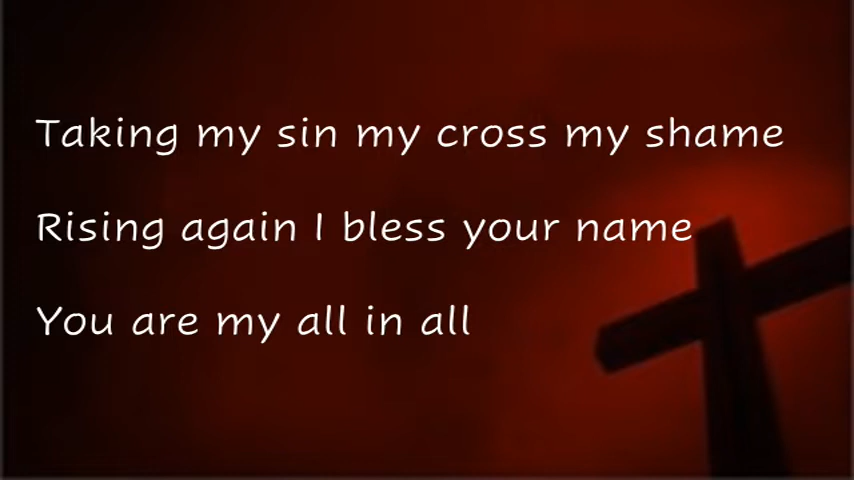 Taking my sin my cross my shame
Rising again I bless your name
You are my all in all